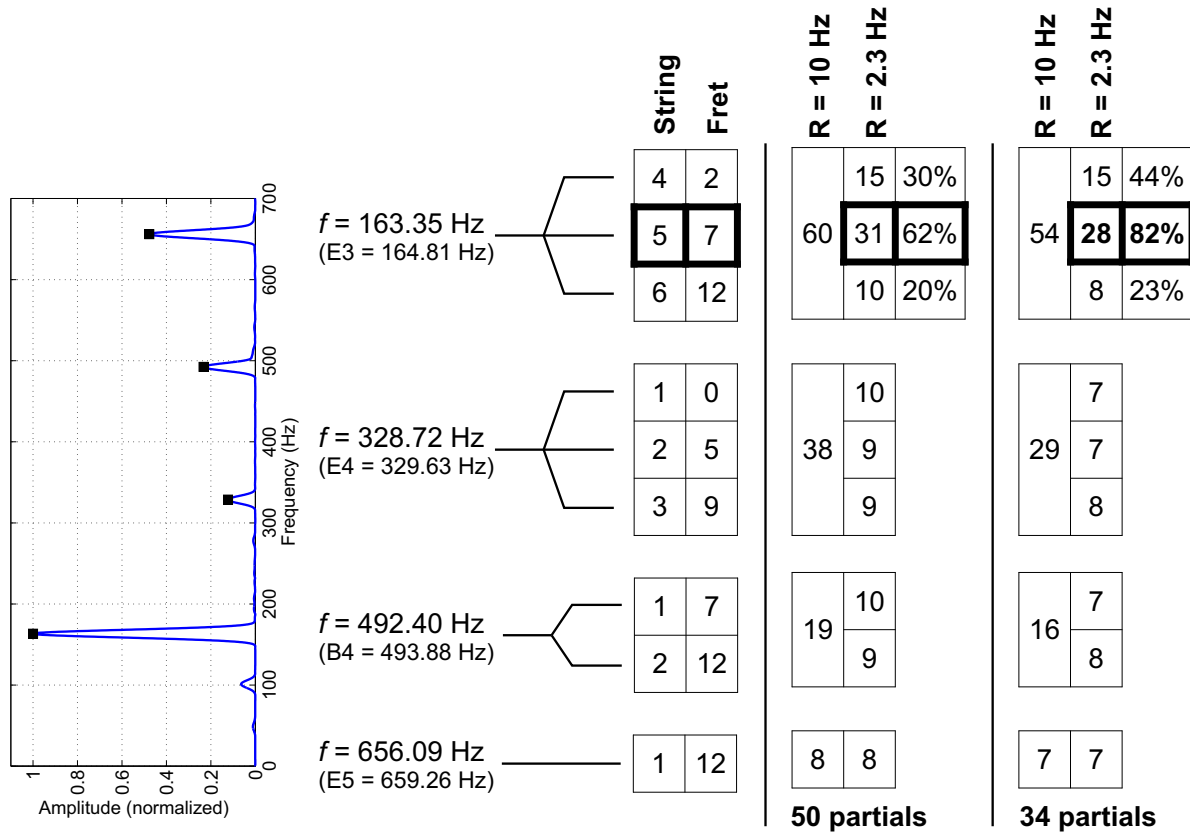 String Fret R = 10 Hz R = 2.3 Hz R = 10 Hz R = 2.3 Hz
700
600
500
400
300
200
100
0
Frequency (Hz)
1 0.8 0.6 0.4 0.2 0
Amplitude (normalized)
f = 163.35 Hz
(E3 = 164.81 Hz)
4 2 15 30% 15 44%
5 7 60 31 62% 54 28 82%
6 12 10 20% 8 23%
f = 328.72 Hz
(E4 = 329.63 Hz)
1 0 10 7
2 5 38 9 29 7
3 9 9 8
f = 492.40 Hz
(B4 = 493.88 Hz)
1 7 19 10 16 7
2 12 9 8
f = 656.09 Hz
(E5 = 659.26 Hz)
1 12 8 8 7 7
50 partials 34 partials